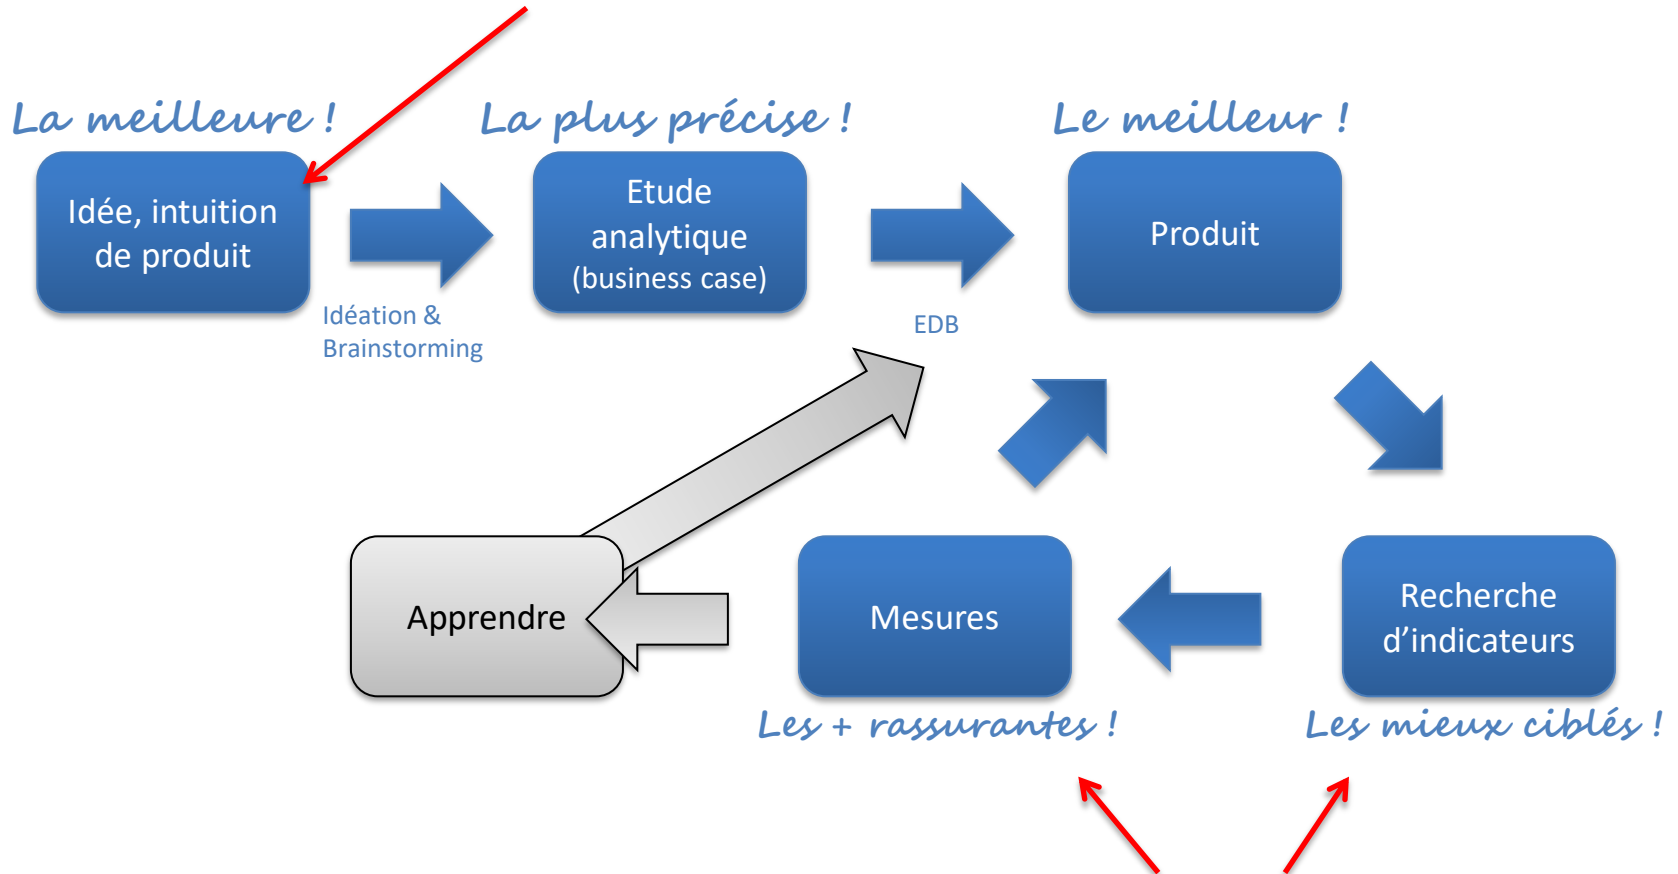 La meilleure !
La plus précise !
Le meilleur !
Idée, intuition
de produit
Etude
analytique
(business case)
Produit
Idéation &
Brainstorming
EDB
Apprendre
Mesures
Recherche
d’indicateurs
Les + rassurantes !
Les mieux ciblés !